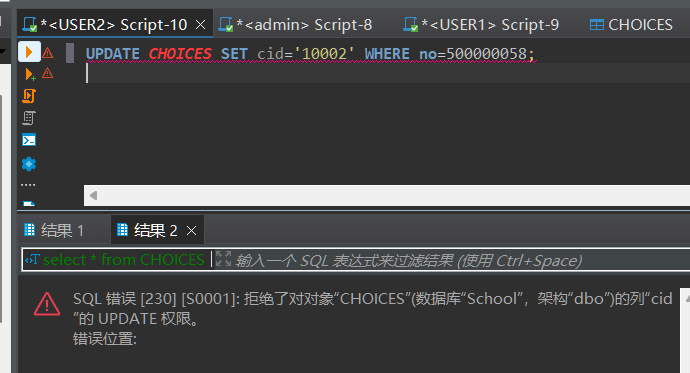 *<USER2> Script-10
*<admin> Script-8
*<USER1> Script-9
CHOICES
UPDATE CHOICES SET cid='10002' WHERE no=500000058;
结果 1
结果 2
select * from CHOICES
输入一个 SQL 表达式来过滤结果 (使用 Ctrl+Space)
SQL 错误 [230] [S0001]: 拒绝了对对象“CHOICES”(数据库“School”，架构“dbo”)的列“cid
”的 UPDATE 权限。
错误位置: